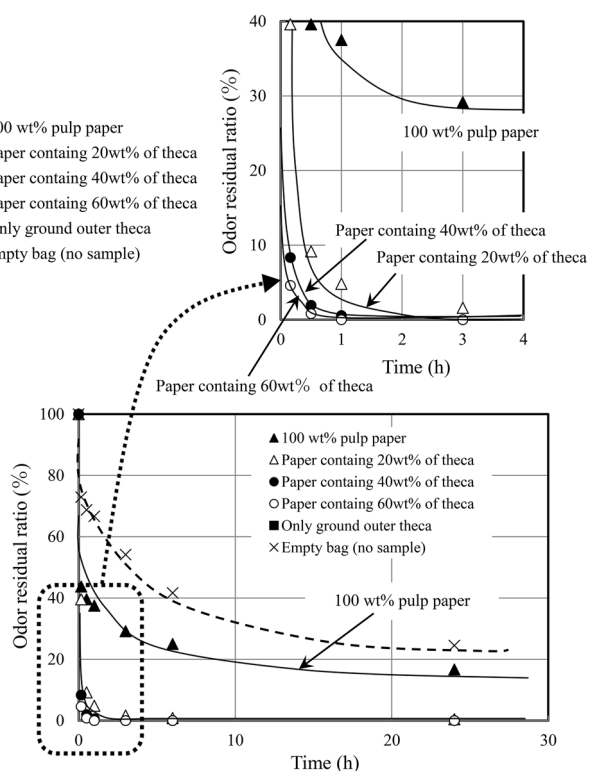 40
30
20
10
0
0 1 2 3 4
Odor residual ratio (%)
Time (h)
100 wt% pulp paper
Paper containg 40wt% of theca
Paper containg 20wt% of theca
Paper containg 60wt% of theca
00 wt% pulp paper
aper containg 20wt% of theca
aper containg 40wt% of theca
aper containg 60wt% of theca
nly ground outer theca
mpty bag (no sample)
100
80
60
40
20
0
0 10 20 30
Odor residual ratio (%)
Time (h)
100 wt% pulp paper
Paper containg 20wt% of theca
Paper containg 40wt% of theca
Paper containg 60wt% of theca
Only ground outer theca
Empty bag (no sample)
100 wt% pulp paper